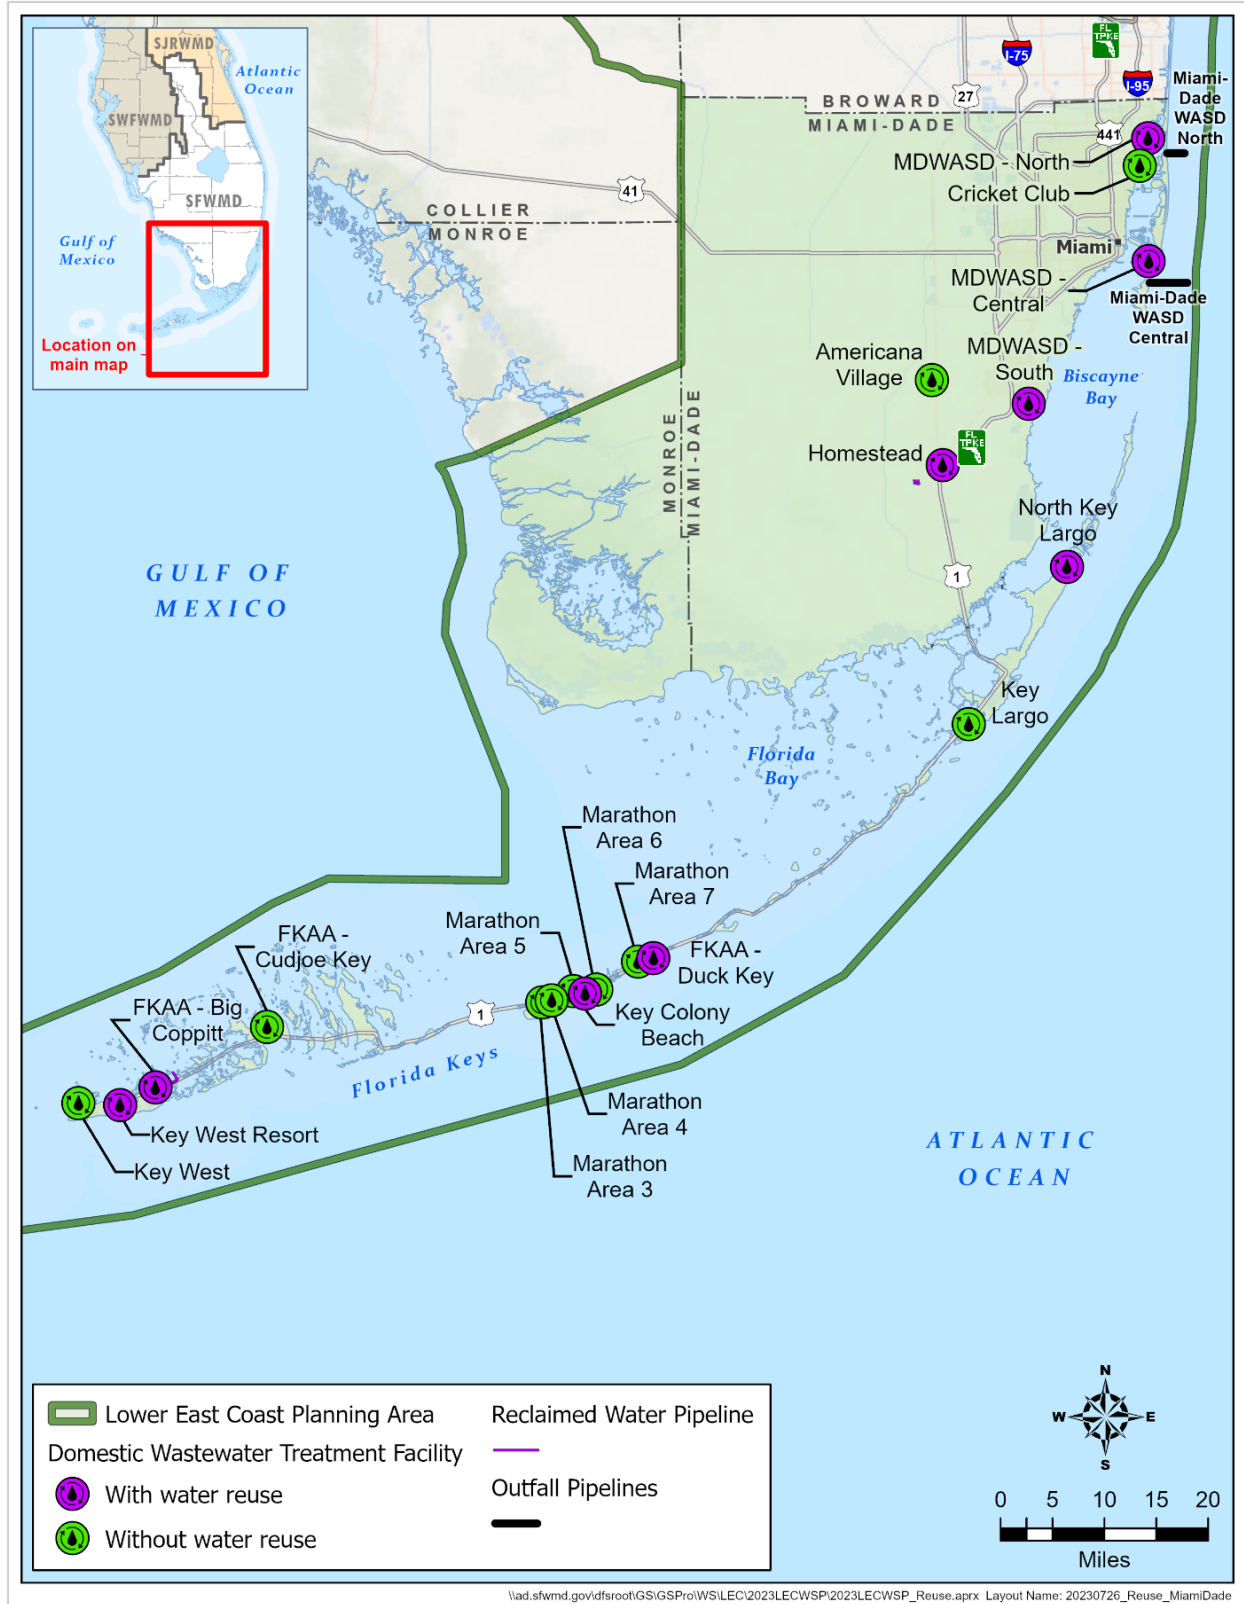 SJRWMD
Atlantic
Ocean
SWFWMD
SFWMD
Gulf of
Mexico
Location on
main map
FL
TPKE
I-75
I-95
27
441
41
BROWARD
MIAMI-DADE
Miami-
Dade
WASD
North
MDWASD - North
Cricket Club
COLLIER
MONROE
Miami
MDWASD -
Central
Miami-Dade
WASD
Central
MDWASD -
South
Americana
Village
Biscayne
Bay
MONROE
MIAMI-DADE
FL
TPKE
Homestead
North Key
Largo
1
GULF OF
MEXICO
Key
Largo
Florida
Bay
Marathon
Area 6
Marathon
Area 7
Marathon
Area 5
FKAA -
Cudjoe Key
FKAA -
Duck Key
FKAA - Big
Coppitt
1
Key Colony
Beach
Florida Keys
Marathon
Area 4
Key West Resort
Key West
Marathon
Area 3
ATLANTIC
OCEAN
Lower East Coast Planning Area
Domestic Wastewater Treatment Facility
With water reuse
Without water reuse
Reclaimed Water Pipeline
Outfall Pipelines
N
W
E
S
0 5 10 15 20
Miles
\\ad.sfwmd.gov\dfsroot\GS\GSPro\WS\LEC\2023LECWSP\2023LECWSP_Reuse.aprx Layout Name: 20230726_Reuse_MiamiDade